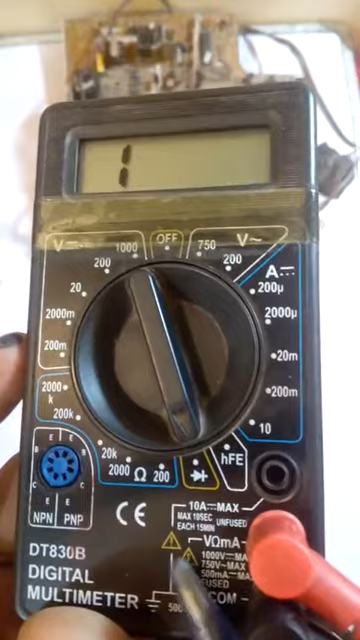 1
V⎓ 1000 OFF 750 V~
200 200
A⎓
20 200µ
2000m 2000µ
200m 20m
2000
k 200m
200k 10
20k hFE
2000 Ω 200
E E
B B
C C
E E
NPN PNP
CE
10A⎓MAX
MAX 10SEC UNFUSED
EACH 15MIN
VΩmA
1000V⎓
750V~
500mA⎓
FUSED
DT830B
DIGITAL
MULTIMETER
COM